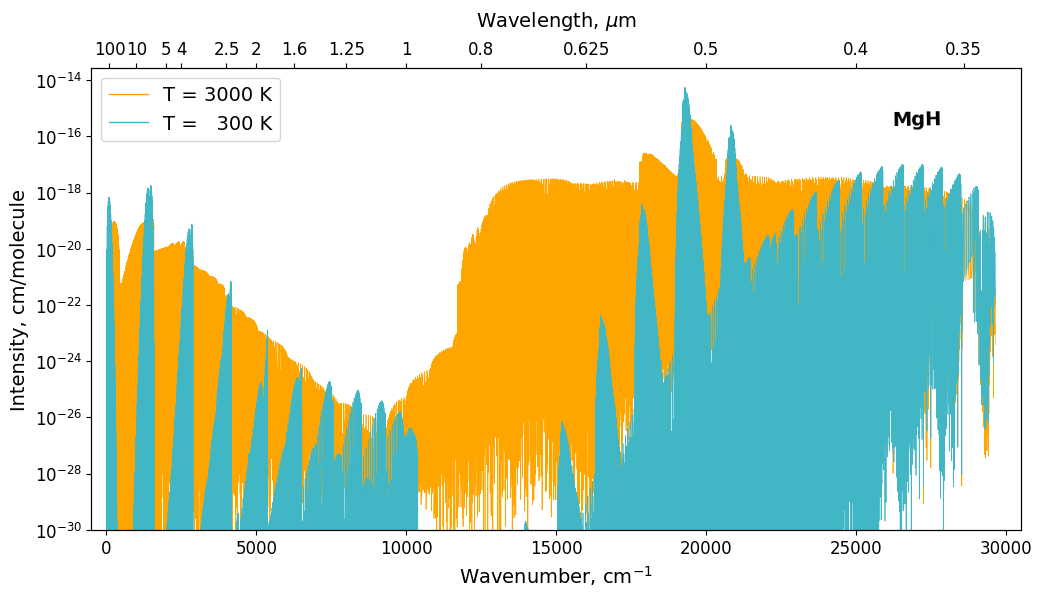 Wavelength, μm
100 10 5 4 2.5 2 1.6 1.25 1 0.8 0.625 0.5 0.4 0.35
10⁻¹⁴
T = 3000 K
T = 300 K
MgH
10⁻¹⁶
10⁻¹⁸
10⁻²⁰
10⁻²²
10⁻²⁴
10⁻²⁶
10⁻²⁸
10⁻³⁰
Intensity, cm/molecule
0 5000 10000 15000 20000 25000 30000
Wavenumber, cm⁻¹